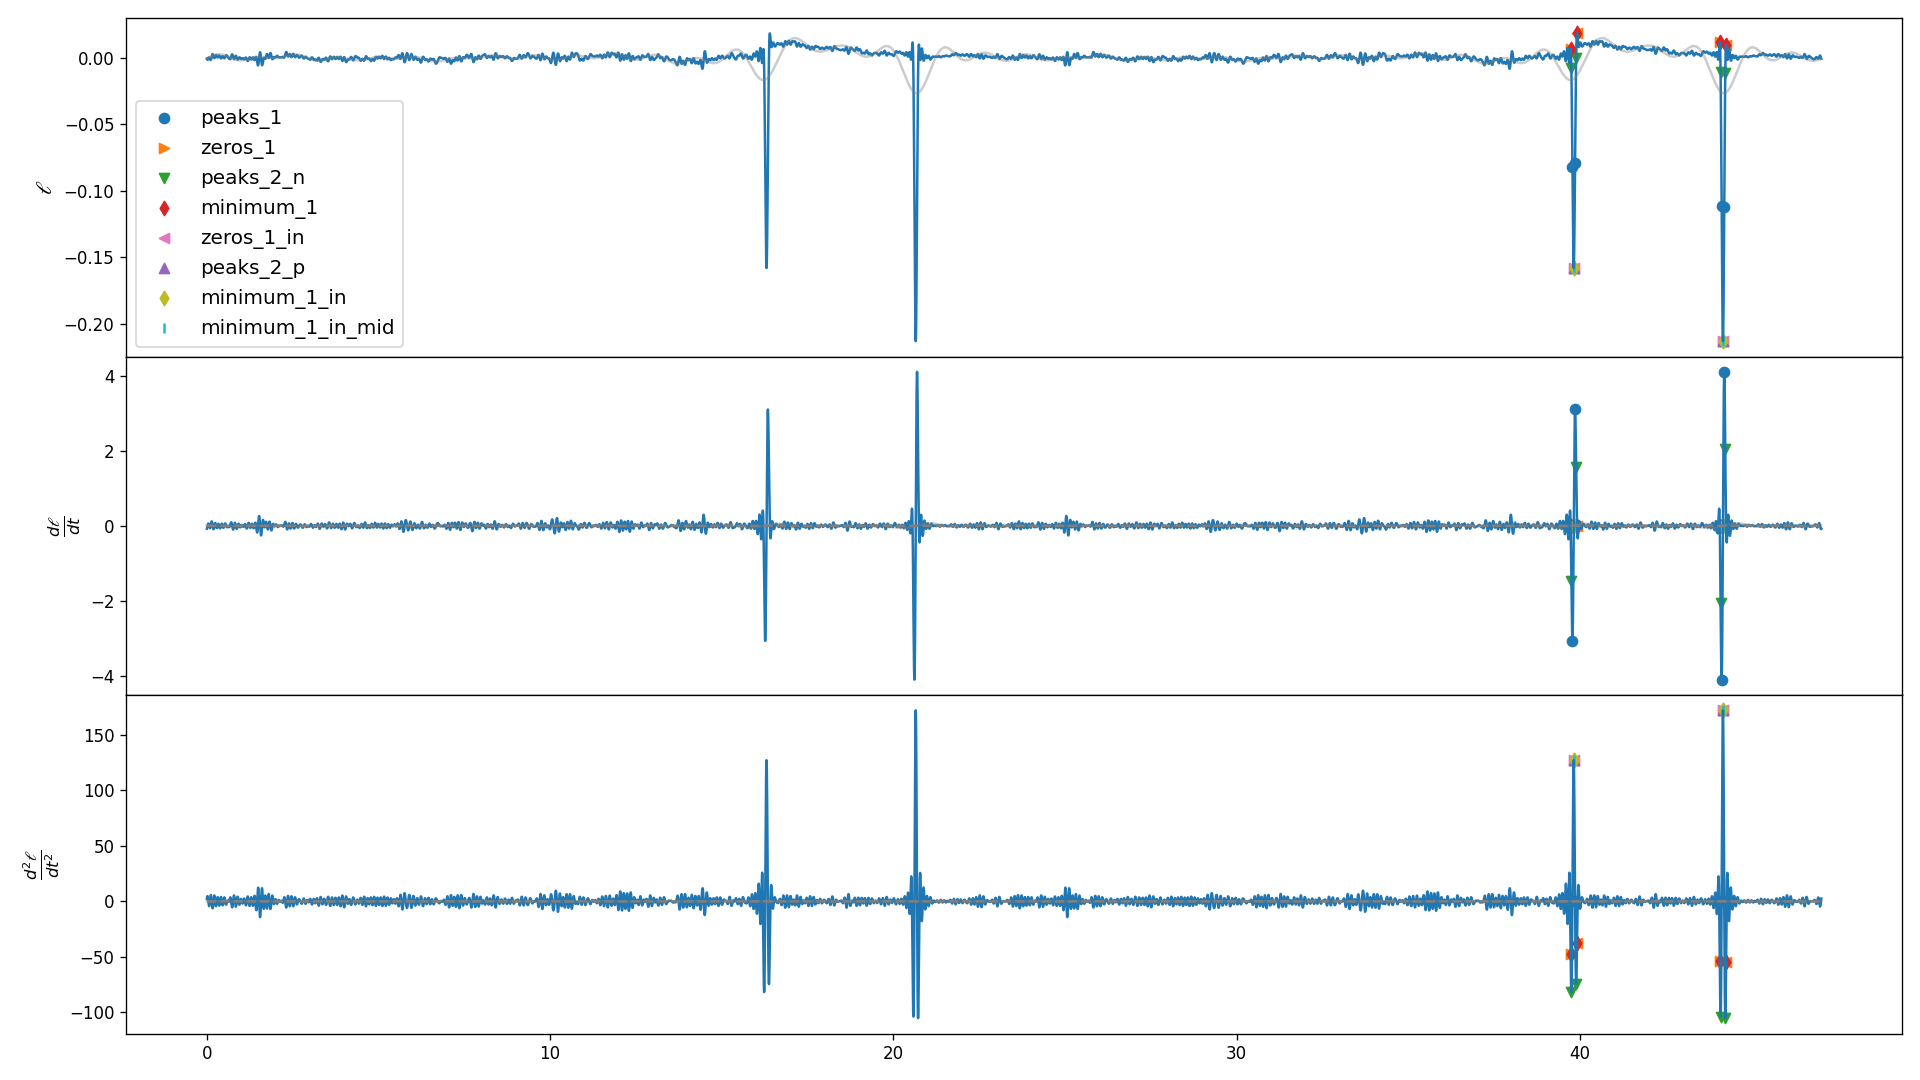 0.00
−0.05
−0.10
−0.15
−0.20
ℓ
peaks_1
zeros_1
peaks_2_n
minimum_1
zeros_1_in
peaks_2_p
minimum_1_in
minimum_1_in_mid
4
2
0
−2
−4
dℓ
dt
150
100
50
0
−50
−100
d²ℓ
dt²
0 10 20 30 40